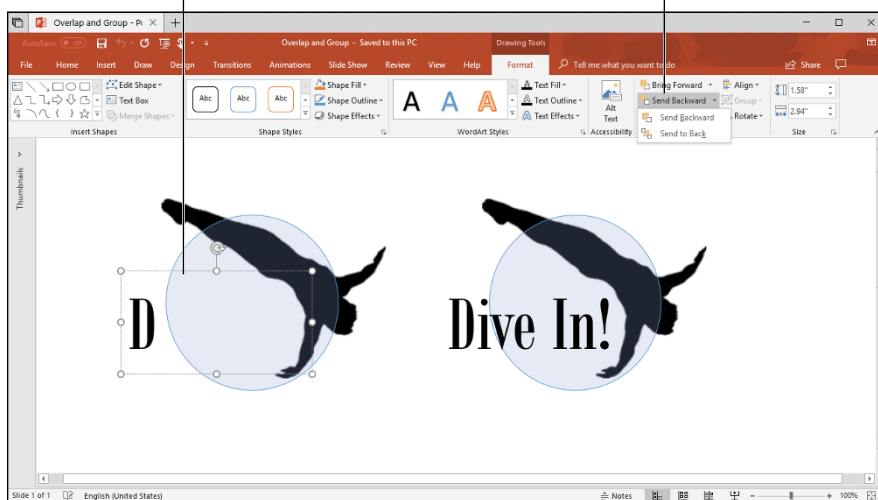 Overlap and Group - P
AutoSave Off Overlap and Group - Saved to this PC Drawing Tools
File Home Insert Draw Design Transitions Animations Slide Show Review View Help Format Tell me what you want to do Share
Edit Shape
Text Box
Merge Shapes
Insert Shapes
Abc Abc Abc
Shape Fill
Shape Outline
Shape Effects
Shape Styles
A A A
Text Fill
Text Outline
Text Effects
WordArt Styles
Alt
Text
Accessibility
Bring Forward Align
Send Backward Group
Rotate
Send Backward
Send to Back
1.58"
2.94"
Size
Thumbnails
D
Dive In!
Slide 1 of 1 English (United States) Notes 100%